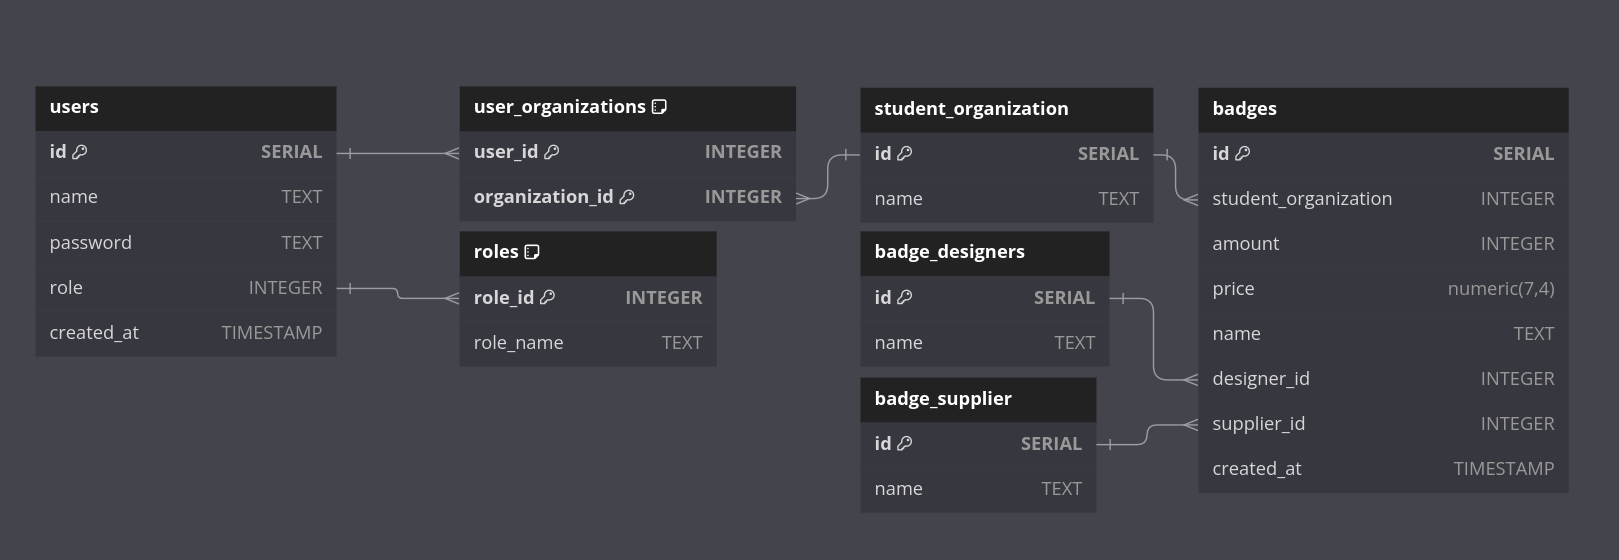 users
id SERIAL
name TEXT
password TEXT
role INTEGER
created_at TIMESTAMP
user_organizations
user_id INTEGER
organization_id INTEGER
roles
role_id INTEGER
role_name TEXT
student_organization
id SERIAL
name TEXT
badge_designers
id SERIAL
name TEXT
badge_supplier
id SERIAL
name TEXT
badges
id SERIAL
student_organization INTEGER
amount INTEGER
price numeric(7,4)
name TEXT
designer_id INTEGER
supplier_id INTEGER
created_at TIMESTAMP